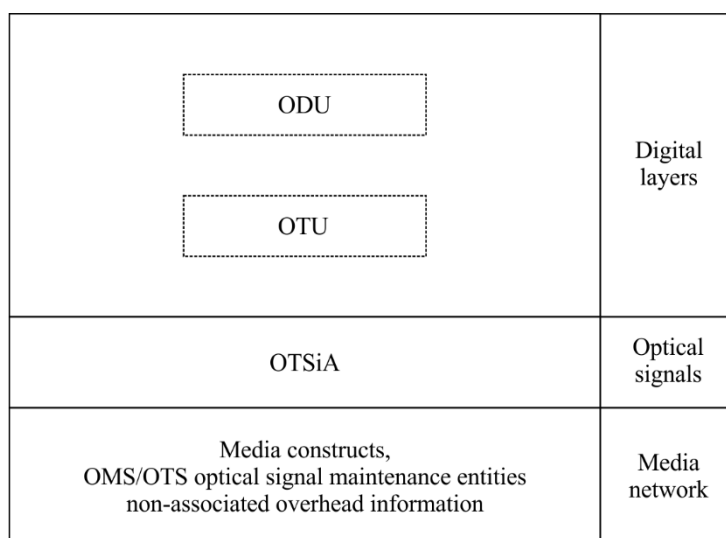 ODU
OTU
Digital
layers
OTSiA
Optical
signals
Media constructs,
OMS/OTS optical signal maintenance entities
non-associated overhead information
Media
network